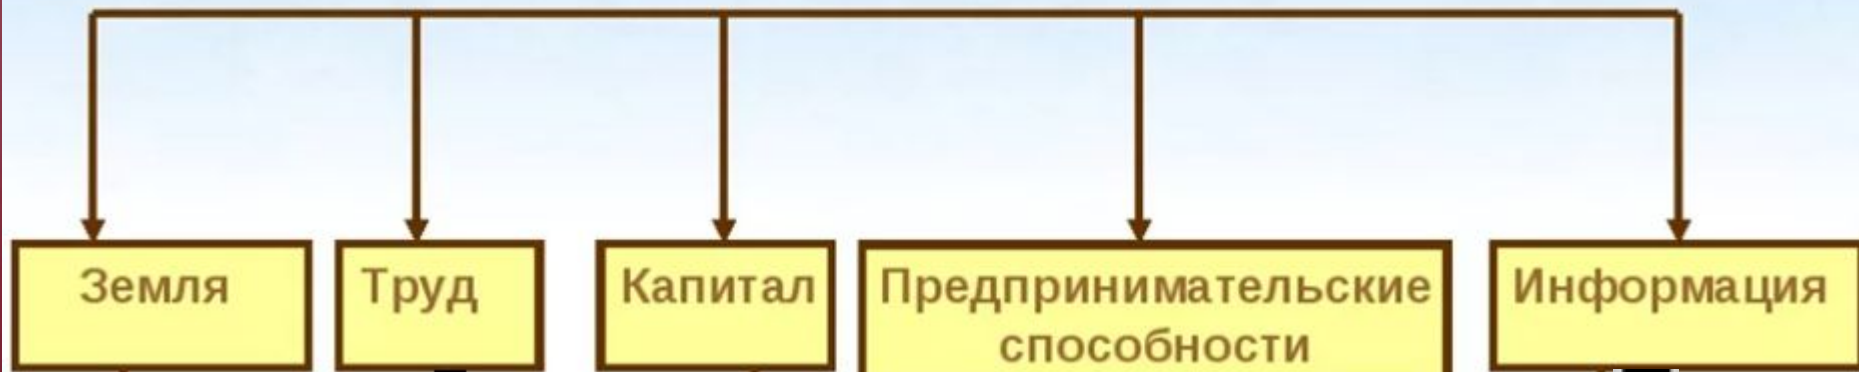 Земля
Труд
Капитал
Предпринимательские
способности
Информация